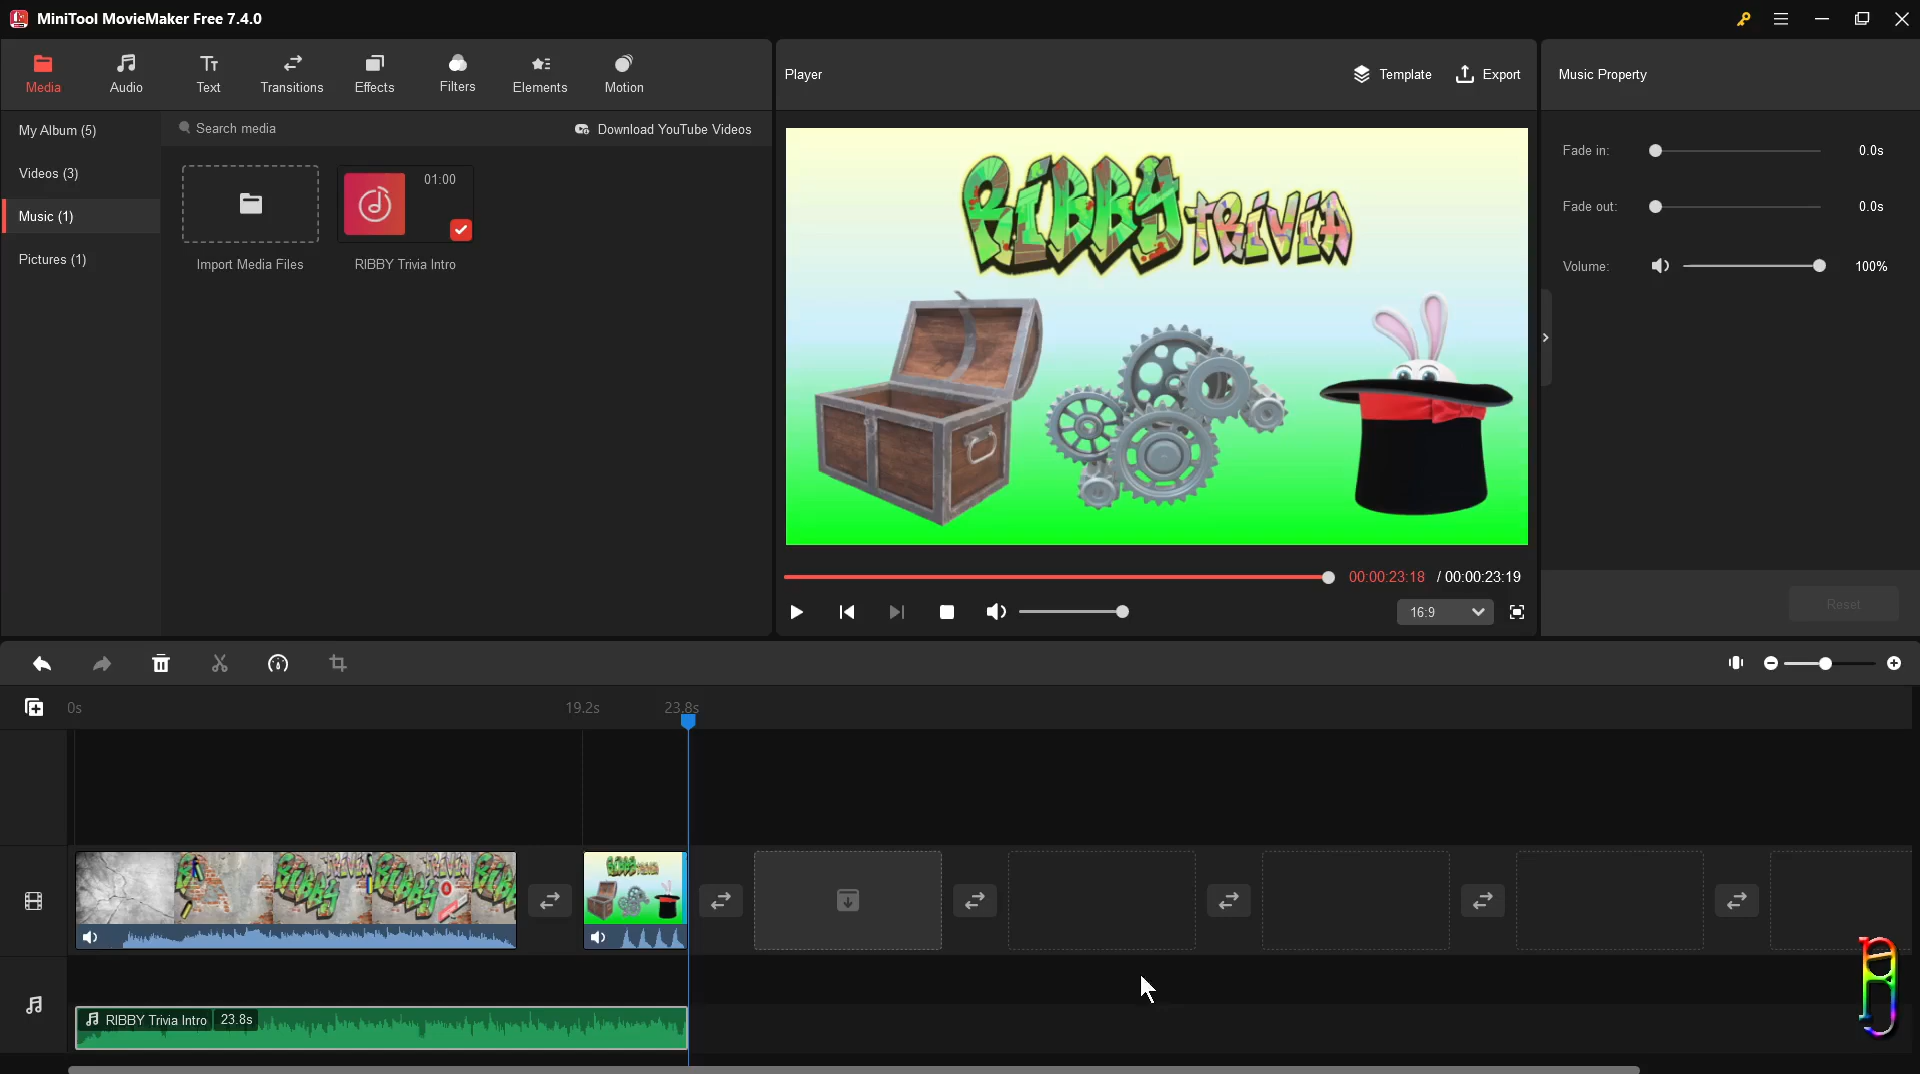 MiniTool MovieMaker Free 7.4.0
Media
Audio
Text
Transitions
Effects
Filters
Elements
Motion
Player
Template
Export
Music Property
My Album (5)
Videos (3)
Music (1)
Pictures (1)
Search media
Download YouTube Videos
01:00
Import Media Files
RIBBY Trivia Intro
RIBBY TRIVIA
Fade in:
0.0s
Fade out:
0.0s
Volume:
100%
00:00:23:18 / 00:00:23:19
16:9
Reset
0s
19.2s
23.8s
RIBBY Trivia Intro 23.8s